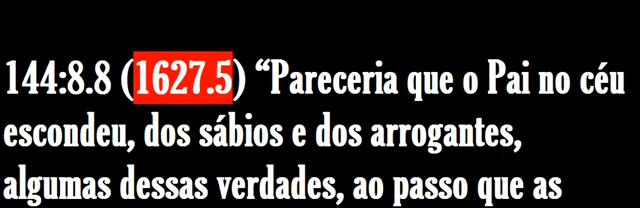 144:8.8 (1627.5) “Pareceria que o Pai no céu
escondeu, dos sábios e dos arrogantes,
algumas dessas verdades, ao passo que as